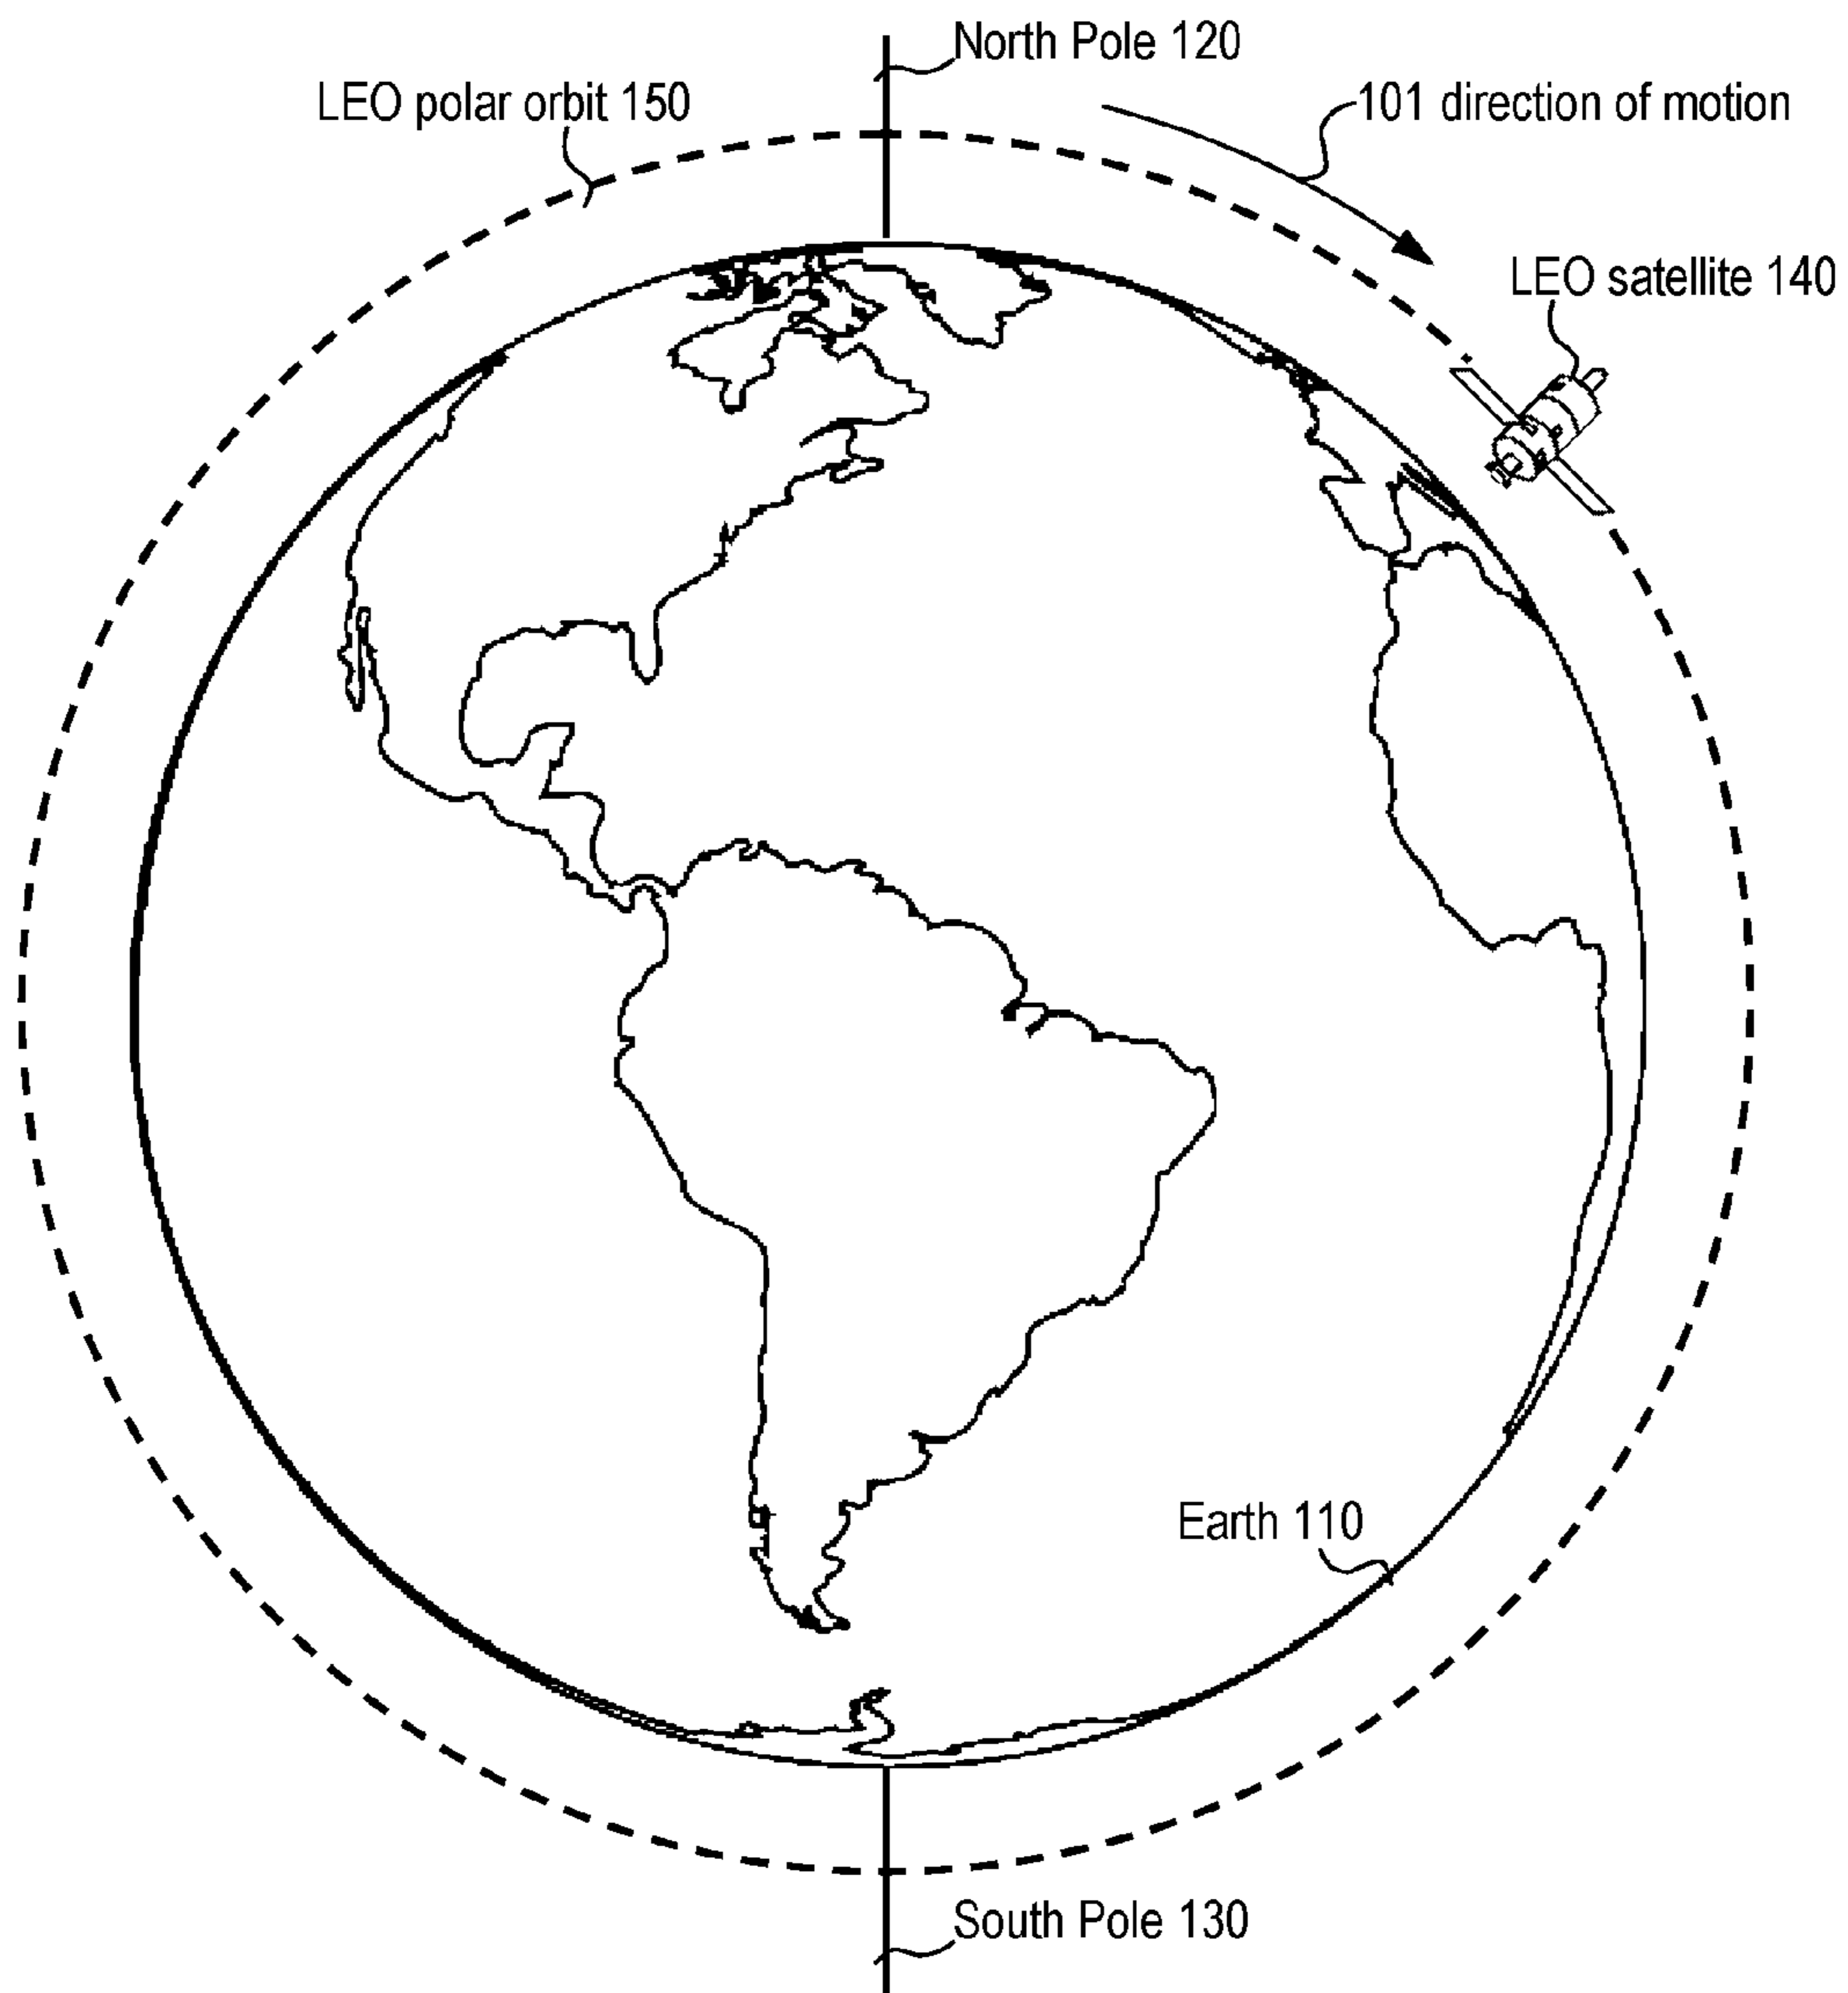 North Pole 120
LEO polar orbit 150
101 direction of motion
LEO satellite 140
Earth 110
South Pole 130